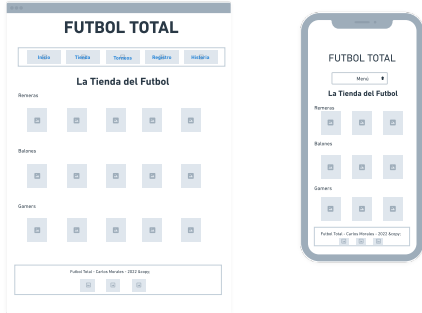 FUTBOL TOTAL
Inicio Tienda Torneos Registro Historia
La Tienda del Futbol
Remeras
Balones
Gamers
Futbol Total - Carlos Morales - 2022 &copy;
FUTBOL TOTAL
Menú
La Tienda del Futbol
Remeras
Balones
Gamers
Futbol Total - Carlos Morales - 2022 &copy;